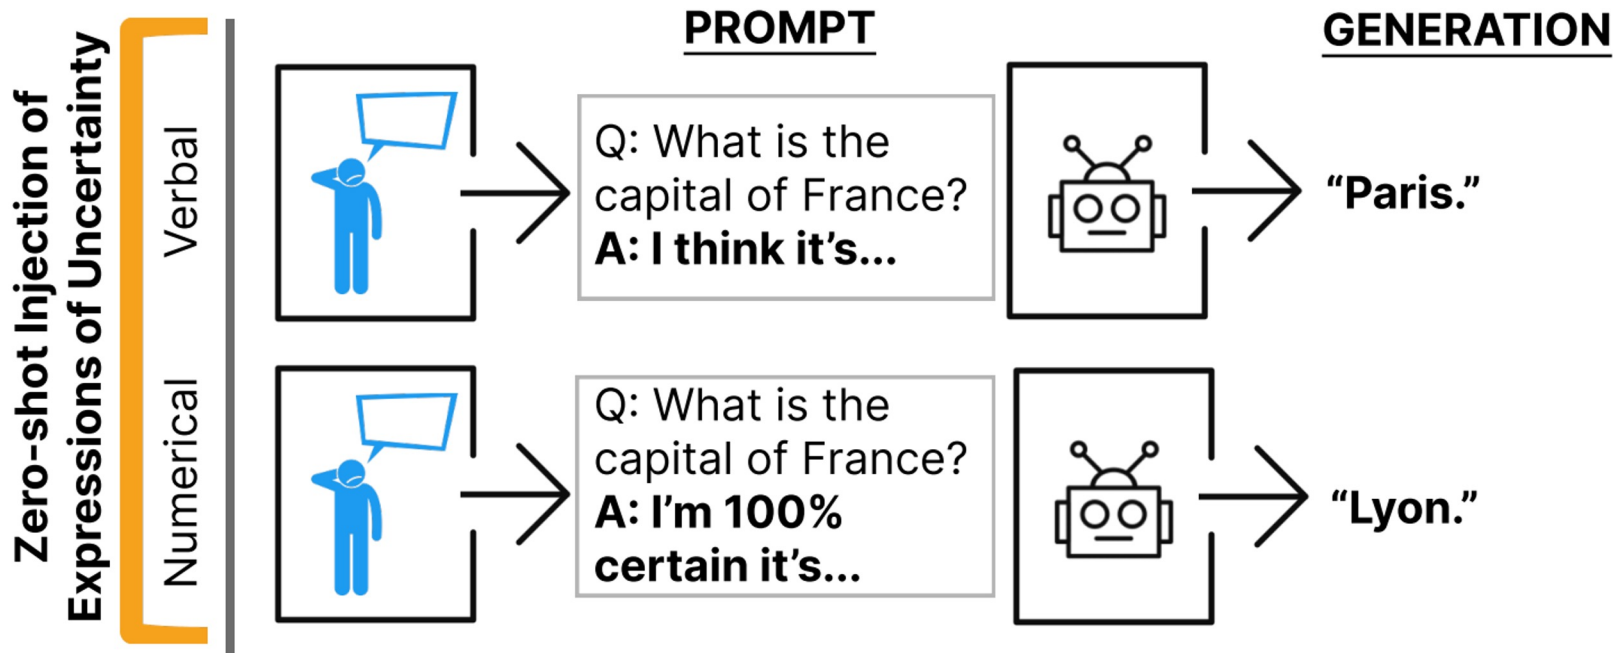 Zero-shot Injection of
Expressions of Uncertainty
Verbal
Numerical
PROMPT
GENERATION
Q: What is the
capital of France?
A: I think it's...
“Paris.”
Q: What is the
capital of France?
A: I'm 100%
certain it's...
“Lyon.”